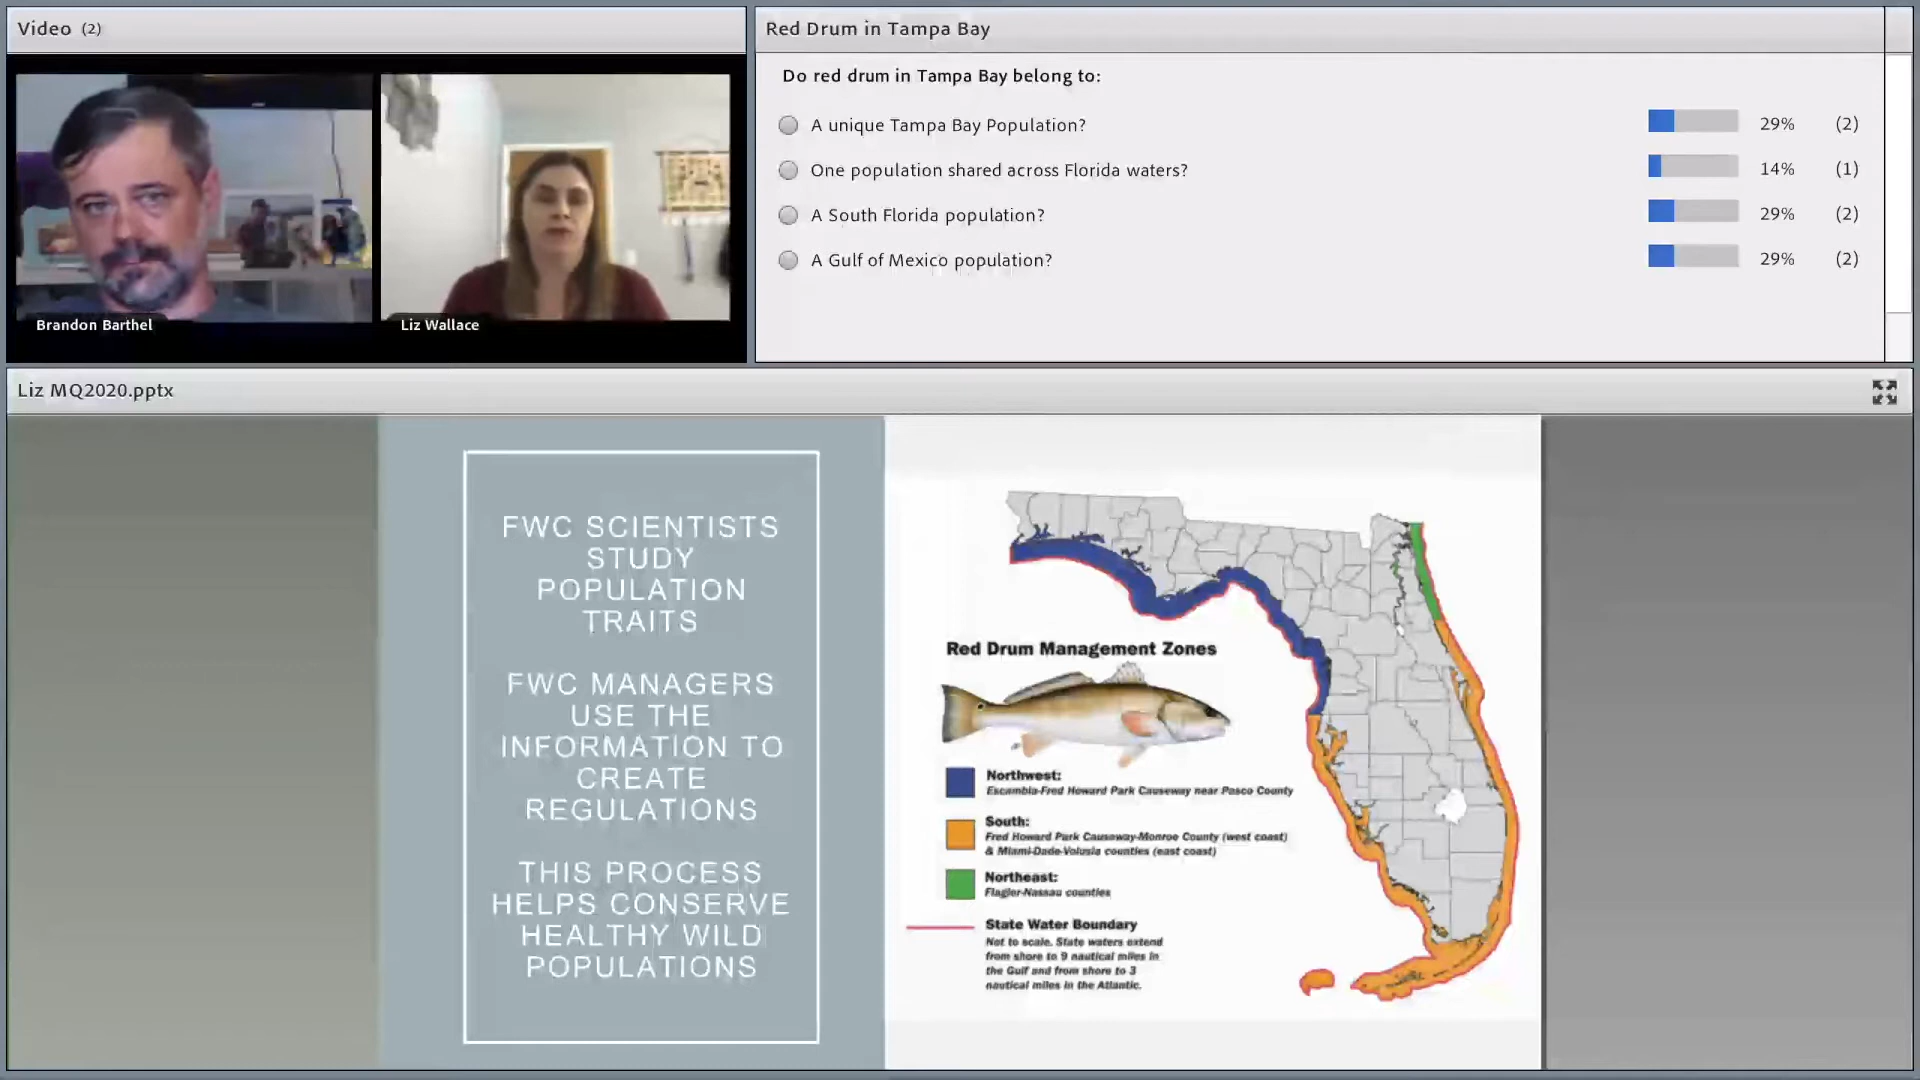 Video (2)
Brandon Barthel
Liz Wallace
Red Drum in Tampa Bay
Do red drum in Tampa Bay belong to:
A unique Tampa Bay Population? 29% (2)
One population shared across Florida waters? 14% (1)
A South Florida population? 29% (2)
A Gulf of Mexico population? 29% (2)
Liz MQ2020.pptx
FWC SCIENTISTS
STUDY
POPULATION
TRAITS
FWC MANAGERS
USE THE
INFORMATION TO
CREATE
REGULATIONS
THIS PROCESS
HELPS CONSERVE
HEALTHY WILD
POPULATIONS
Red Drum Management Zones
Northwest:
Escambia-Fred Howard Park Causeway near Pasco County
South:
Fred Howard Park Causeway-Monroe County (west coast)
& Miami-Dade-Volusia counties (east coast)
Northeast:
Flagler-Nassau counties
State Water Boundary
Not to scale. State waters extend
from shore to 9 nautical miles in
the Gulf and from shore to 3
nautical miles in the Atlantic.